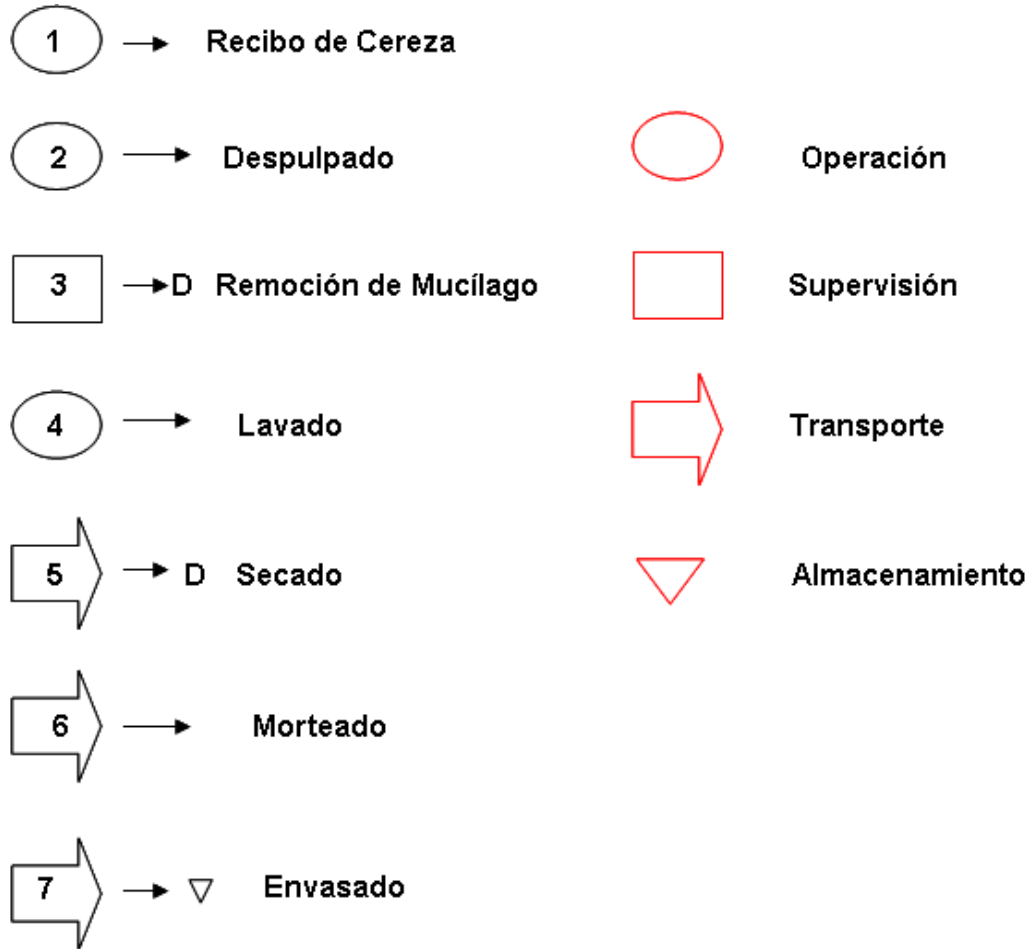 1 Recibo de Cereza
2 Despulpado Operación
3 D Remoción de Mucílago Supervisión
4 Lavado Transporte
5 D Secado Almacenamiento
6 Morteado
7 Envasado